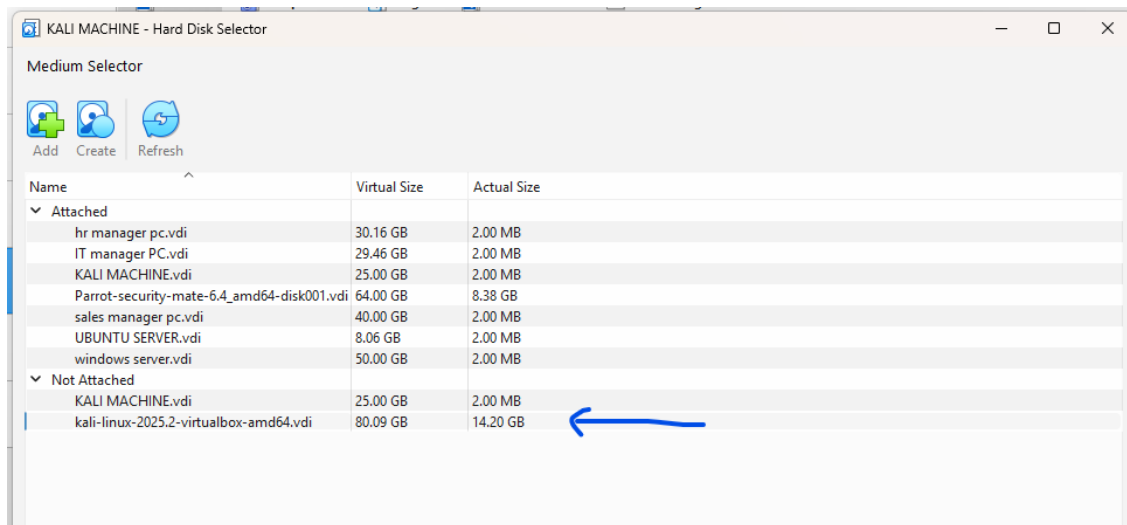 KALI MACHINE - Hard Disk Selector
Medium Selector
Add Create Refresh
Name Virtual Size Actual Size
Attached
hr manager pc.vdi 30.16 GB 2.00 MB
IT manager PC.vdi 29.46 GB 2.00 MB
KALI MACHINE.vdi 25.00 GB 2.00 MB
Parrot-security-mate-6.4_amd64-disk001.vdi 64.00 GB 8.38 GB
sales manager pc.vdi 40.00 GB 2.00 MB
UBUNTU SERVER.vdi 8.06 GB 2.00 MB
windows server.vdi 50.00 GB 2.00 MB
Not Attached
KALI MACHINE.vdi 25.00 GB 2.00 MB
kali-linux-2025.2-virtualbox-amd64.vdi 80.09 GB 14.20 GB